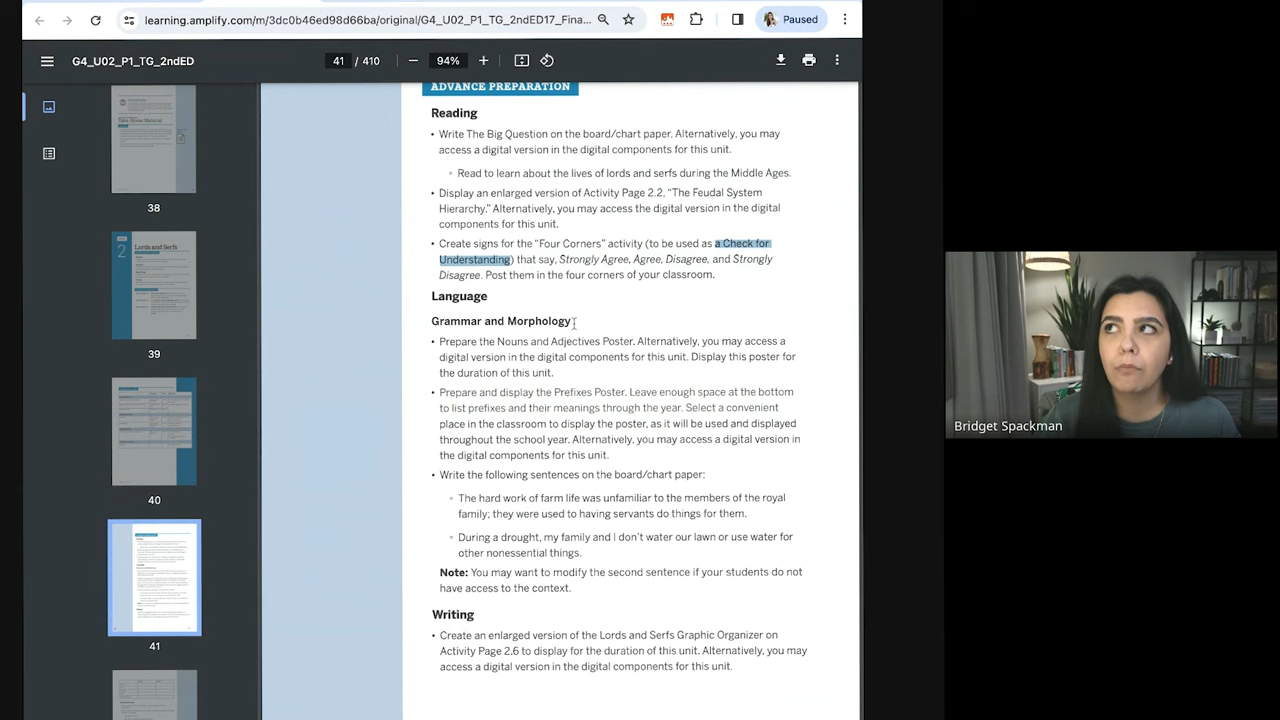 learning.amplify.com/m/3dc0b46ed98d66ba/original/G4_U02_P1_TG_2ndED17_Fina...
Paused
G4_U02_P1_TG_2ndED
41 / 410
94%
ADVANCE PREPARATION
Reading
• Write The Big Question on the board/chart paper. Alternatively, you may
access a digital version in the digital components for this unit.
◦ Read to learn about the lives of lords and serfs during the Middle Ages.
• Display an enlarged version of Activity Page 2.2, “The Feudal System
Hierarchy.” Alternatively, you may access the digital version in the digital
components for this unit.
• Create signs for the “Four Corners” activity (to be used as a Check for
Understanding) that say, Strongly Agree, Agree, Disagree, and Strongly
Disagree. Post them in the four corners of your classroom.
Language
Grammar and Morphology
• Prepare the Nouns and Adjectives Poster. Alternatively, you may access a
digital version in the digital components for this unit. Display this poster for
the duration of this unit.
• Prepare and display the Prefixes Poster. Leave enough space at the bottom
to list prefixes and their meanings through the year. Select a convenient
place in the classroom to display the poster, as it will be used and displayed
throughout the school year. Alternatively, you may access a digital version in
the digital components for this unit.
• Write the following sentences on the board/chart paper:
◦ The hard work of farm life was unfamiliar to the members of the royal
family; they were used to having servants do things for them.
◦ During a drought, my family and I don’t water our lawn or use water for
other nonessential things.
Note: You may want to modify the second sentence if your students do not
have access to the context.
Writing
• Create an enlarged version of the Lords and Serfs Graphic Organizer on
Activity Page 2.6 to display for the duration of this unit. Alternatively, you may
access a digital version in the digital components for this unit.
Take-Home Material
38
2
Lords and Serfs
39
40
41
Bridget Spackman